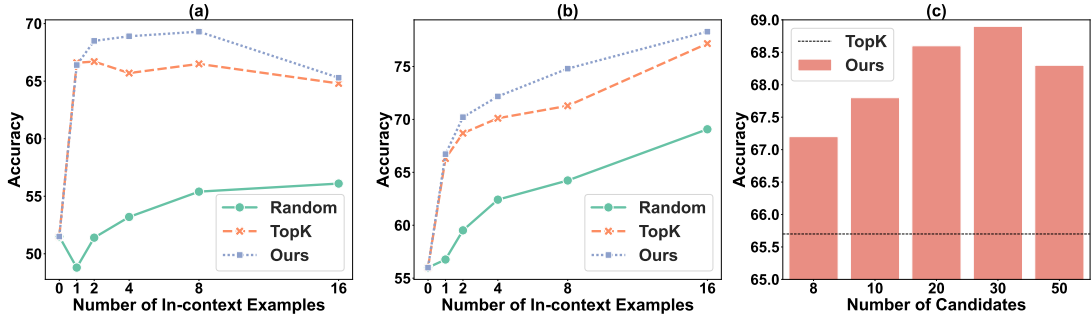 (a)
70
65
60
55
50
Accuracy
0 1 2 4 8 16
Number of In-context Examples
Random
TopK
Ours
(b)
75
70
65
60
55
Accuracy
0 1 2 4 8 16
Number of In-context Examples
Random
TopK
Ours
(c)
69.0
68.5
68.0
67.5
67.0
66.5
66.0
65.5
65.0
Accuracy
8 10 20 30 50
Number of Candidates
TopK
Ours